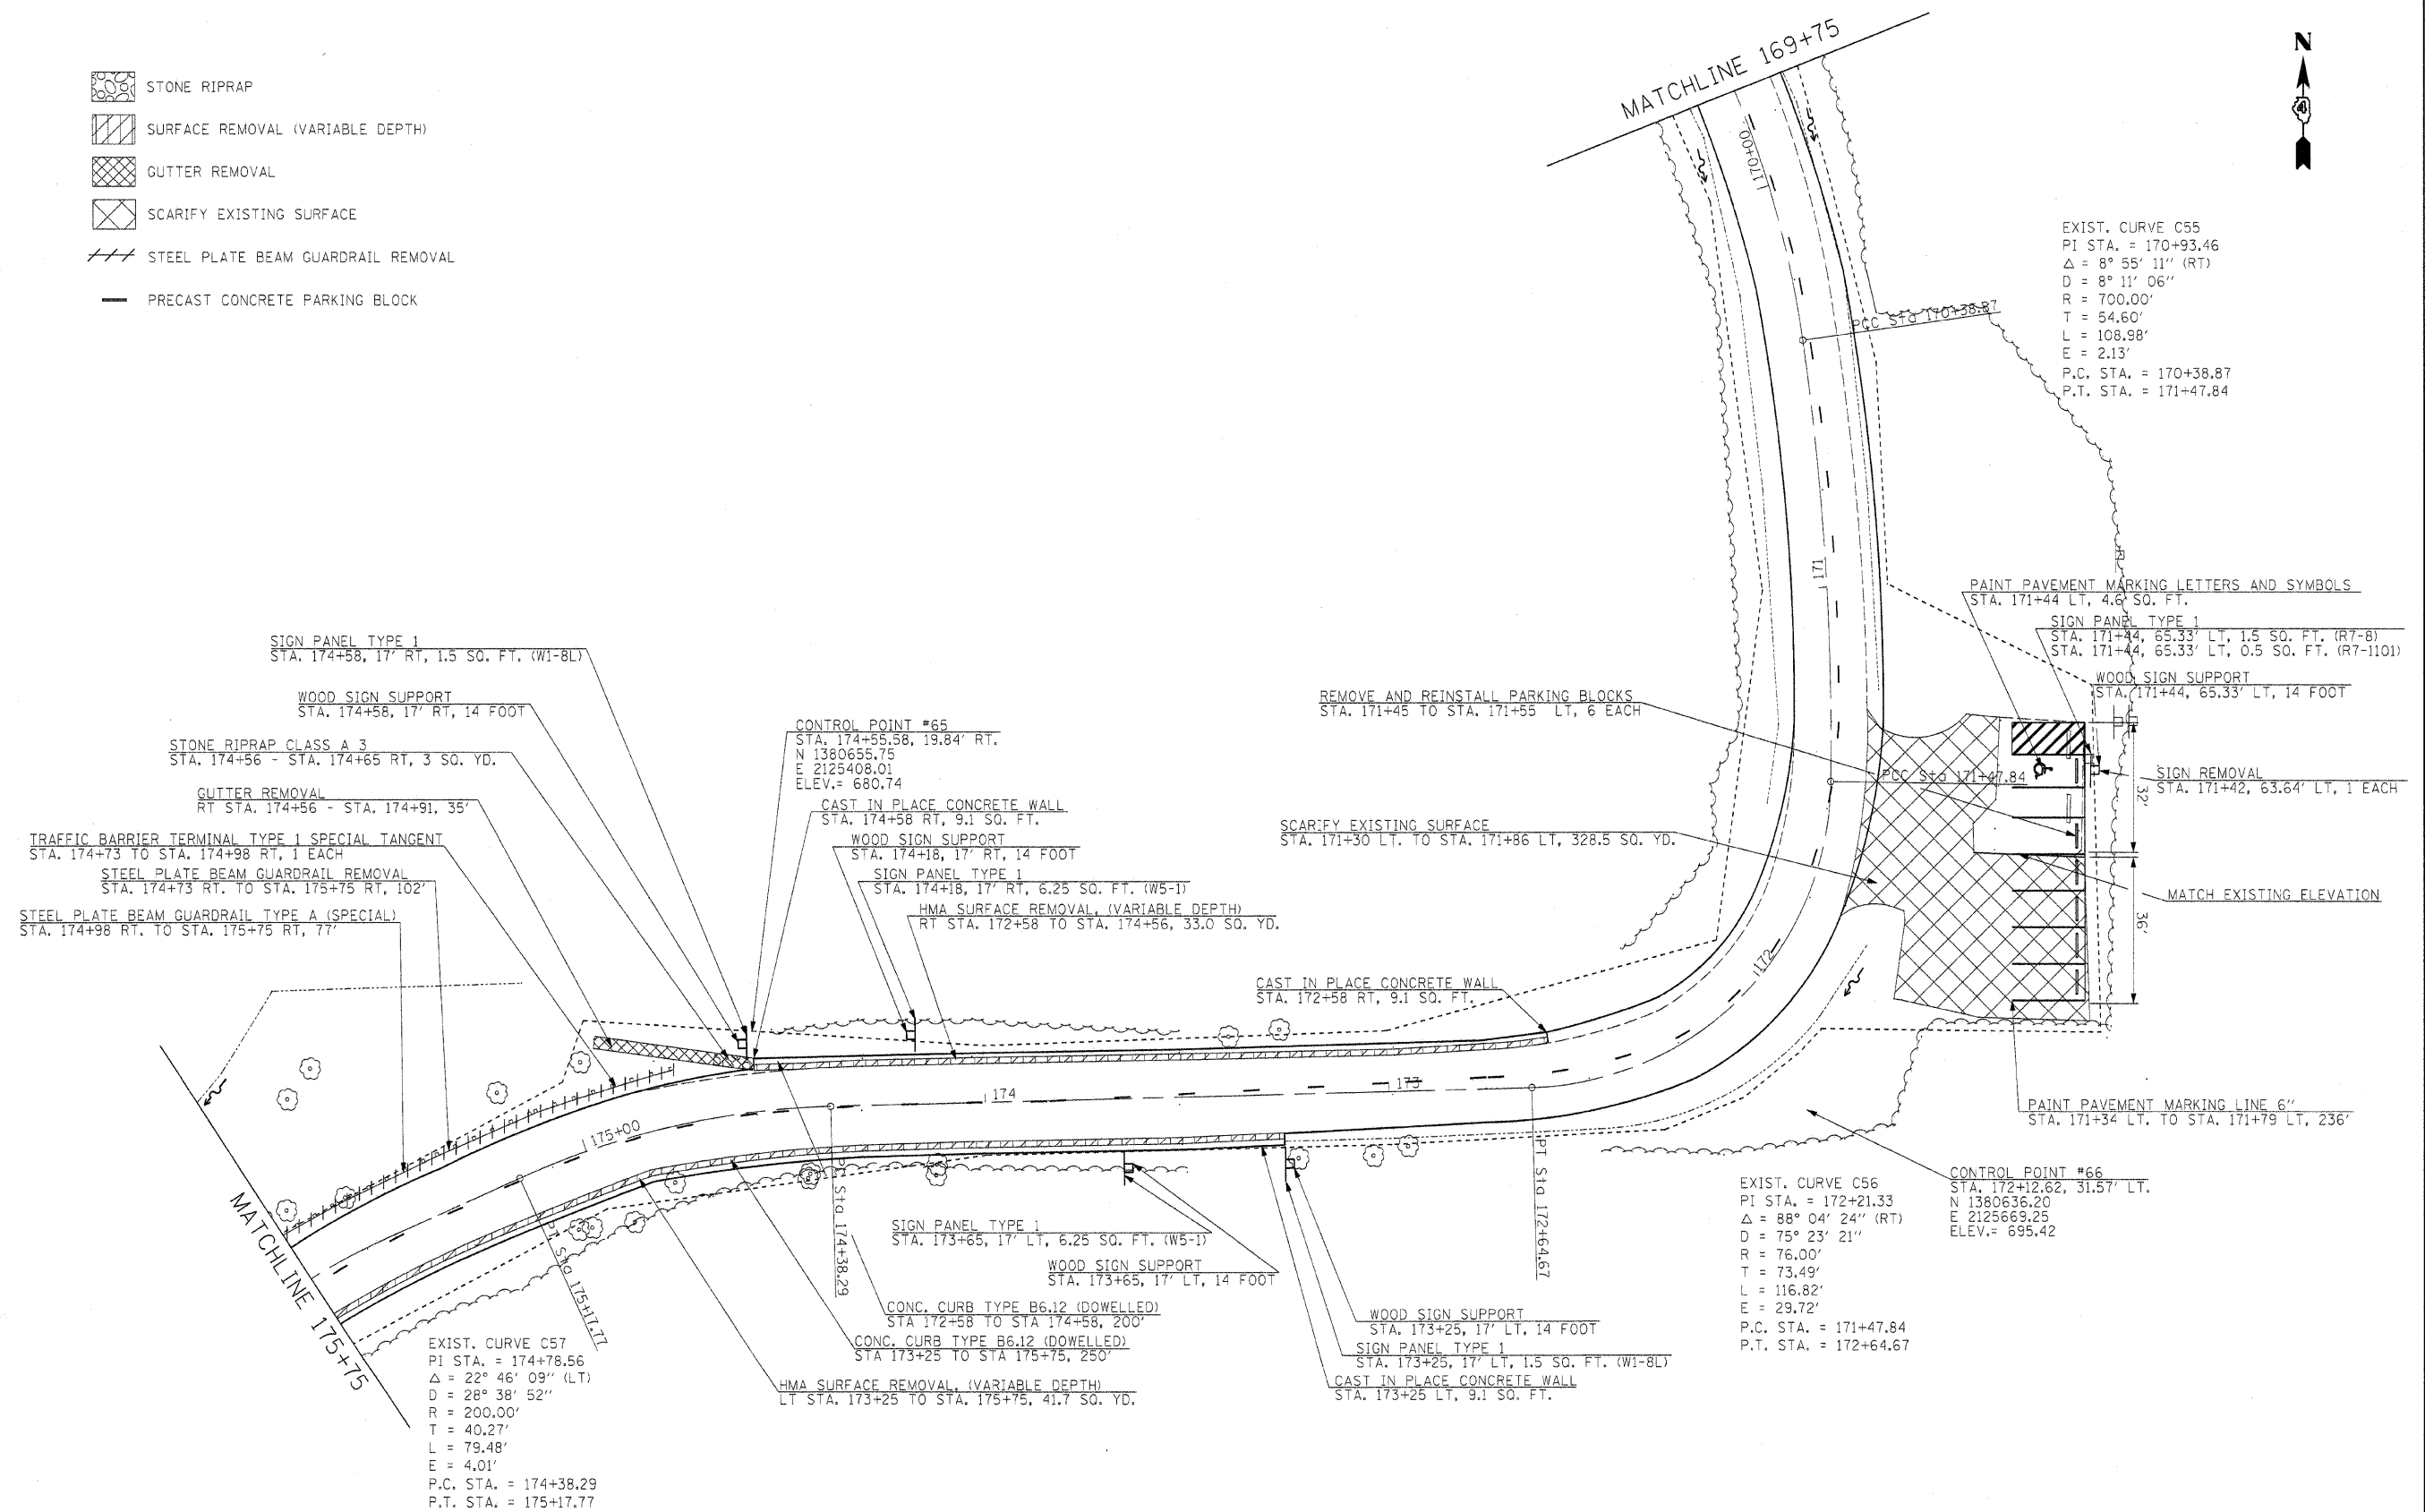 MATCHLINE 169+75
N
4
STONE RIPRAP
SURFACE REMOVAL (VARIABLE DEPTH)
GUTTER REMOVAL
SCARIFY EXISTING SURFACE
STEEL PLATE BEAM GUARDRAIL REMOVAL
PRECAST CONCRETE PARKING BLOCK
170+00
EXIST. CURVE C55
PI STA. = 170+93.46
Δ = 8° 55' 11" (RT)
D = 8° 11' 06"
R = 700.00'
T = 54.60'
L = 108.98'
E = 2.13'
P.C. STA. = 170+38.87
P.T. STA. = 171+47.84
PCC Sta 170+38.87
171
PAINT PAVEMENT MARKING LETTERS AND SYMBOLS
STA. 171+44 LT, 4.6 SQ. FT.
SIGN PANEL TYPE 1
STA. 171+44, 65.33' LT, 1.5 SQ. FT. (R7-8)
STA. 171+44, 65.33' LT, 0.5 SQ. FT. (R7-1101)
WOOD SIGN SUPPORT
STA. 171+44, 65.33' LT, 14 FOOT
REMOVE AND REINSTALL PARKING BLOCKS
STA. 171+45 TO STA. 171+55 LT, 6 EACH
PCC Sta 171+47.84
SIGN REMOVAL
STA. 171+42, 63.64' LT, 1 EACH
32'
SCARIFY EXISTING SURFACE
STA. 171+30 LT. TO STA. 171+86 LT, 328.5 SQ. YD.
MATCH EXISTING ELEVATION
36'
172
PAINT PAVEMENT MARKING LINE 6"
STA. 171+34 LT. TO STA. 171+79 LT, 236'
CONTROL POINT #66
STA. 172+12.62, 31.57' LT.
N 1380636.20
E 2125669.25
ELEV.= 695.42
EXIST. CURVE C56
PI STA. = 172+21.33
Δ = 88° 04' 24" (RT)
D = 75° 23' 21"
R = 76.00'
T = 73.49'
L = 116.82'
E = 29.72'
P.C. STA. = 171+47.84
P.T. STA. = 172+64.67
SIGN PANEL TYPE 1
STA. 174+58, 17' RT, 1.5 SQ. FT. (W1-8L)
WOOD SIGN SUPPORT
STA. 174+58, 17' RT, 14 FOOT
STONE RIPRAP CLASS A 3
STA. 174+56 - STA. 174+65 RT, 3 SQ. YD.
GUTTER REMOVAL
RT STA. 174+56 - STA. 174+91, 35'
TRAFFIC BARRIER TERMINAL TYPE 1 SPECIAL TANGENT
STA. 174+73 TO STA. 174+98 RT, 1 EACH
STEEL PLATE BEAM GUARDRAIL REMOVAL
STA. 174+73 RT. TO STA. 175+75 RT, 102'
STEEL PLATE BEAM GUARDRAIL TYPE A (SPECIAL)
STA. 174+98 RT. TO STA. 175+75 RT, 77'
CONTROL POINT #65
STA. 174+55.58, 19.84' RT.
N 1380655.75
E 2125408.01
ELEV.= 680.74
CAST IN PLACE CONCRETE WALL
STA. 174+58 RT, 9.1 SQ. FT.
WOOD SIGN SUPPORT
STA. 174+18, 17' RT, 14 FOOT
SIGN PANEL TYPE 1
STA. 174+18, 17' RT, 6.25 SQ. FT. (W5-1)
HMA SURFACE REMOVAL, (VARIABLE DEPTH)
RT STA. 172+58 TO STA. 174+56, 33.0 SQ. YD.
CAST IN PLACE CONCRETE WALL
STA. 172+58 RT, 9.1 SQ. FT.
173
174
175+00
PT Sta 172+64.67
Sta 174+38.29
PT Sta 175+17.77
MATCHLINE 175+75
SIGN PANEL TYPE 1
STA. 173+65, 17' LT, 6.25 SQ. FT. (W5-1)
WOOD SIGN SUPPORT
STA. 173+65, 17' LT, 14 FOOT
CONC. CURB TYPE B6.12 (DOWELLED)
STA 172+58 TO STA 174+58, 200'
CONC. CURB TYPE B6.12 (DOWELLED)
STA 173+25 TO STA 175+75, 250'
HMA SURFACE REMOVAL, (VARIABLE DEPTH)
LT STA. 173+25 TO STA. 175+75, 41.7 SQ. YD.
WOOD SIGN SUPPORT
STA. 173+25, 17' LT, 14 FOOT
SIGN PANEL TYPE 1
STA. 173+25, 17' LT, 1.5 SQ. FT. (W1-8L)
CAST IN PLACE CONCRETE WALL
STA. 173+25 LT, 9.1 SQ. FT.
EXIST. CURVE C57
PI STA. = 174+78.56
Δ = 22° 46' 09" (LT)
D = 28° 38' 52"
R = 200.00'
T = 40.27'
L = 79.48'
E = 4.01'
P.C. STA. = 174+38.29
P.T. STA. = 175+17.77